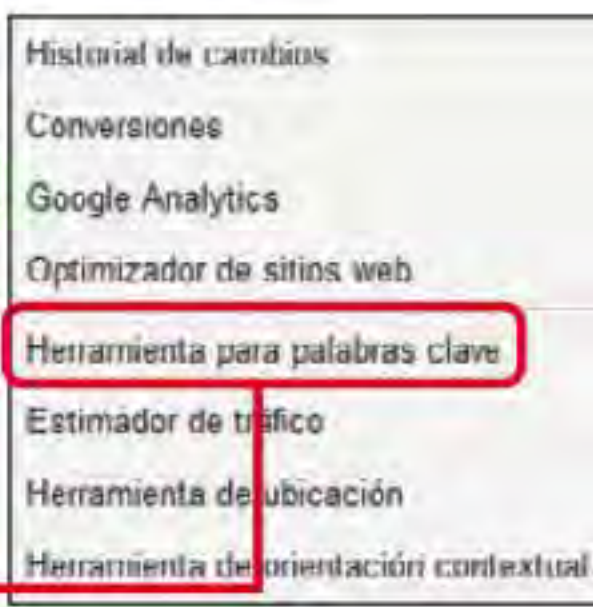 Historial de cambios
Conversiones
Google Analytics
Optimizador de sitios web
Herramienta para palabras clave
Estimador de tráfico
Herramienta de ubicación
Herramienta de orientación contextual